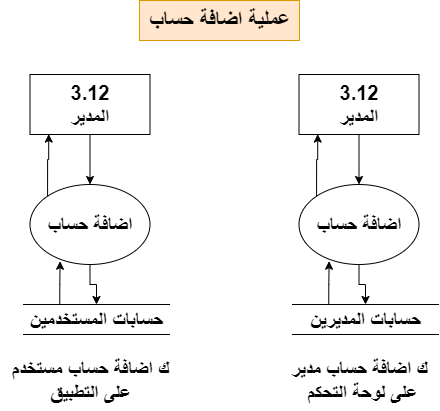 عملية اضافة حساب
3.12
المدير
اضافة حساب
حسابات المديرين
ك اضافة حساب مدير
على لوحة التحكم
3.12
المدير
اضافة حساب
حسابات المستخدمين
ك اضافة حساب مستخدم
على التطبيق